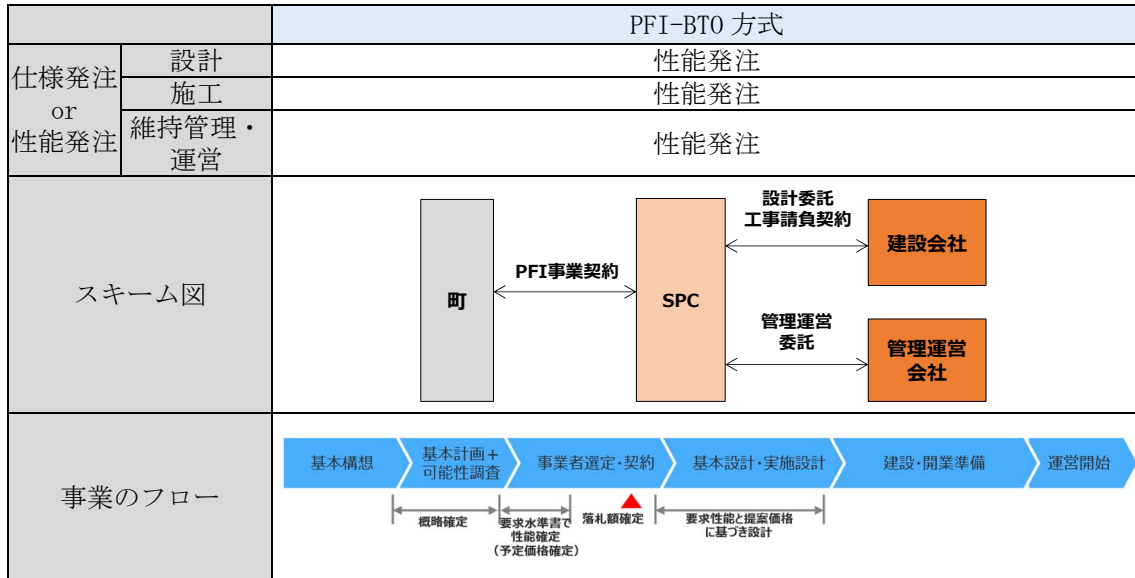 PFI-BTO 方式
仕様発注
or
性能発注
設計
性能発注
施工
性能発注
維持管理・
運営
性能発注
スキーム図
町
PFI事業契約
SPC
設計委託
工事請負契約
建設会社
管理運営
委託
管理運営
会社
事業のフロー
基本構想
基本計画+
可能性調査
事業者選定・契約
基本設計・実施設計
建設・開業準備
運営開始
概略確定
要求水準書で
性能確定
(予定価格確定)
落札額確定
要求性能と提案価格
に基づき設計